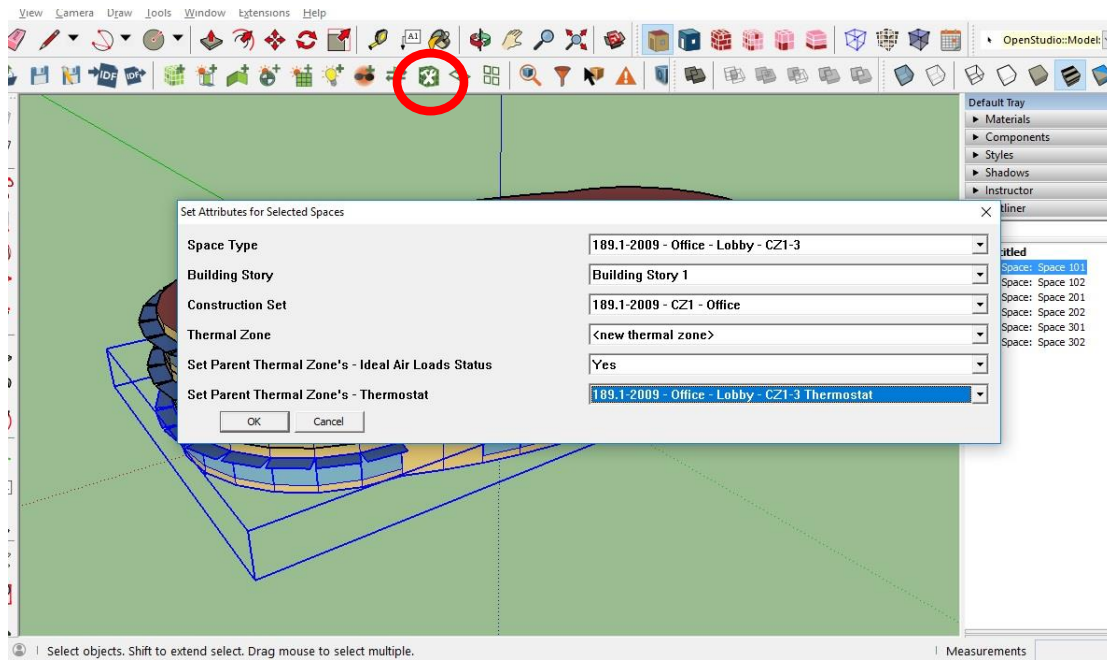 View Camera Draw Tools Window Extensions Help
A1
OpenStudio::Model:
IDF IDF
Default Tray
Materials
Components
Styles
Shadows
Instructor
tliner
Set Attributes for Selected Spaces
Space Type 189.1-2009 - Office - Lobby - CZ1-3
Building Story Building Story 1
Construction Set 189.1-2009 - CZ1 - Office
Thermal Zone <new thermal zone>
Set Parent Thermal Zone's - Ideal Air Loads Status Yes
Set Parent Thermal Zone's - Thermostat 189.1-2009 - Office - Lobby - CZ1-3 Thermostat
OK Cancel
titled
Space: Space 101
Space: Space 102
Space: Space 201
Space: Space 202
Space: Space 301
Space: Space 302
Select objects. Shift to extend select. Drag mouse to select multiple.
Measurements